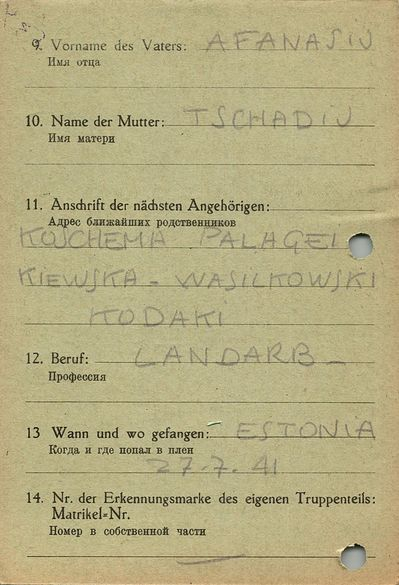 9. Vorname des Vaters: AFANASIJ
Имя отца
10. Name der Mutter: TSCHADIJ
Имя матери
11. Anschrift der nächsten Angehörigen:
Адрес ближайших родственников
KOSCHEMA PALAGEI
KIEWSKA - WASILKOWSKI
KODAKI
12. Beruf: LANDARB -
Профессия
13 Wann und wo gefangen: ESTONIA
Когда и где попал в плен
27.7.41
14. Nr. der Erkennungsmarke des eigenen Truppenteils:
Matrikel-Nr.
Номер в собственной части